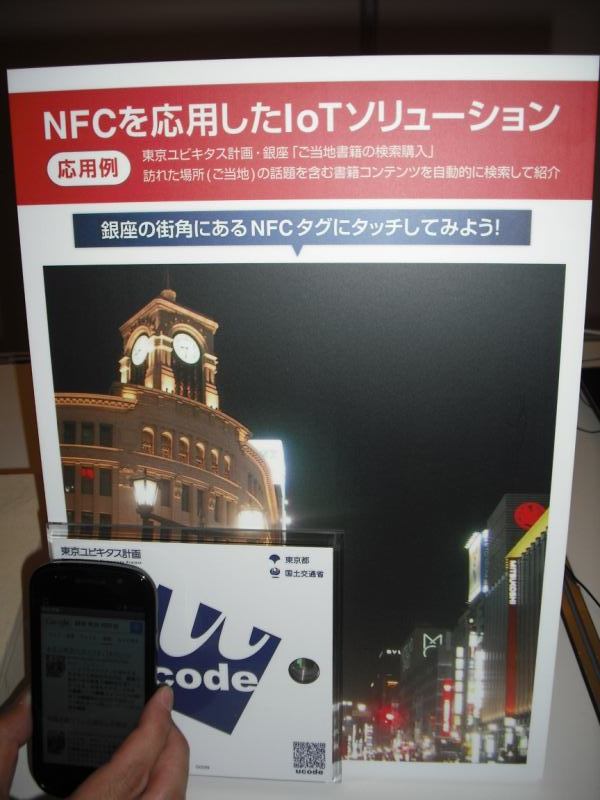 NFCを応用したIoTソリューション
応用例
東京ユビキタス計画・銀座「ご当地書籍の検索購入」
訪れた場所(ご当地)の話題を含む書籍コンテンツを自動的に検索して紹介
銀座の街角にあるNFCタグにタッチしてみよう!
東京ユビキタス計画
東京都
国土交通省
ucode
ucode
MITSUKOSHI
Google